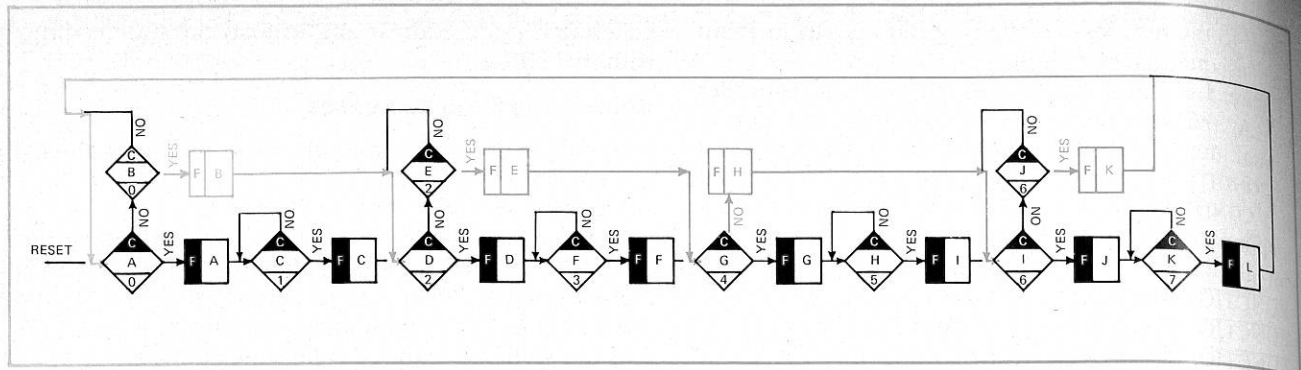 NO
NO
NO
C
B
0
YES
F B
C
E
2
YES
F E
F H
C
J
6
YES
F K
NO
NO
NO
NO
NO
NO
NO
NO
RESET
C
A
0
YES
F A
C
C
1
YES
F C
C
D
2
YES
F D
C
F
3
YES
F F
C
G
4
YES
F G
C
H
5
YES
F I
C
I
6
YES
F J
C
K
7
YES
F L